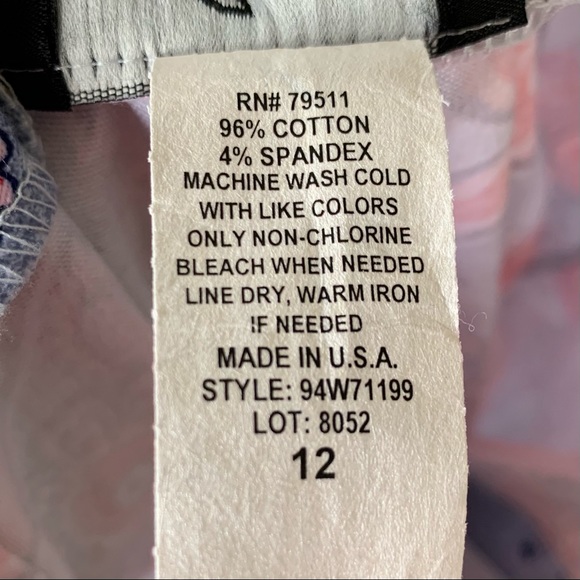 RN# 79511
96% COTTON
4% SPANDEX
MACHINE WASH COLD
WITH LIKE COLORS
ONLY NON-CHLORINE
BLEACH WHEN NEEDED
LINE DRY, WARM IRON
IF NEEDED
MADE IN U.S.A.
STYLE: 94W71199
LOT: 8052
12